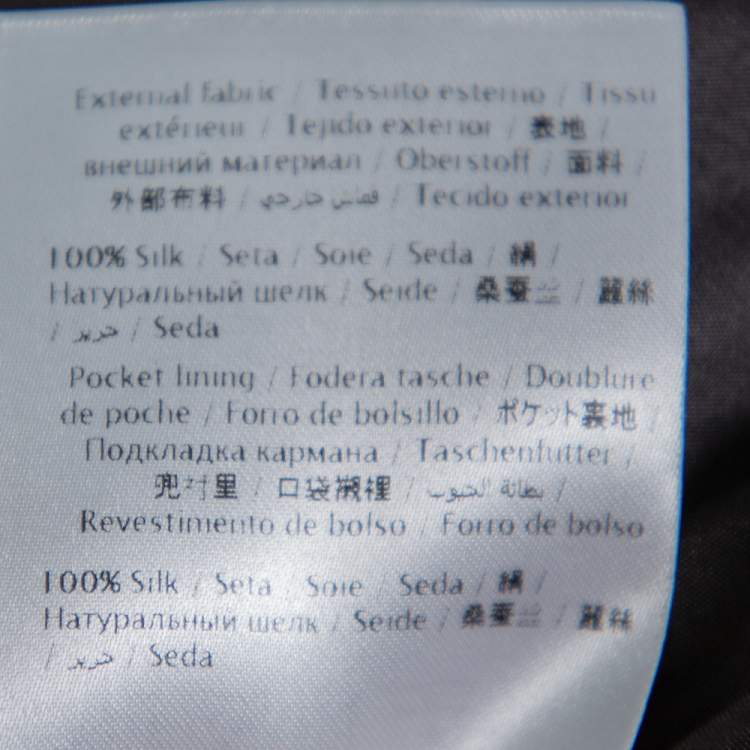 External fabric / Tessuto esterno / Tissu
extérieur / Tejido exterior / 表地 /
внешний материал / Oberstoff / 面料 /
外部布料 / قماش خارجي / Tecido exterior
100% Silk / Seta / Soie / Seda / 絹 /
Натуральный шелк / Seide / 桑蚕丝 / 蠶絲
/ حرير / Seda
Pocket lining / Fodera tasche / Doublure
de poche / Forro de bolsillo / ポケット裏地 /
Подкладка кармана / Taschenfutter /
兜衬里 / 口袋襯裡 / بطانة الجيوب /
Revestimento de bolso / Forro de bolso
100% Silk / Seta / Soie / Seda / 絹 /
Натуральный шелк / Seide / 桑蚕丝 / 蠶絲
/ حرير / Seda